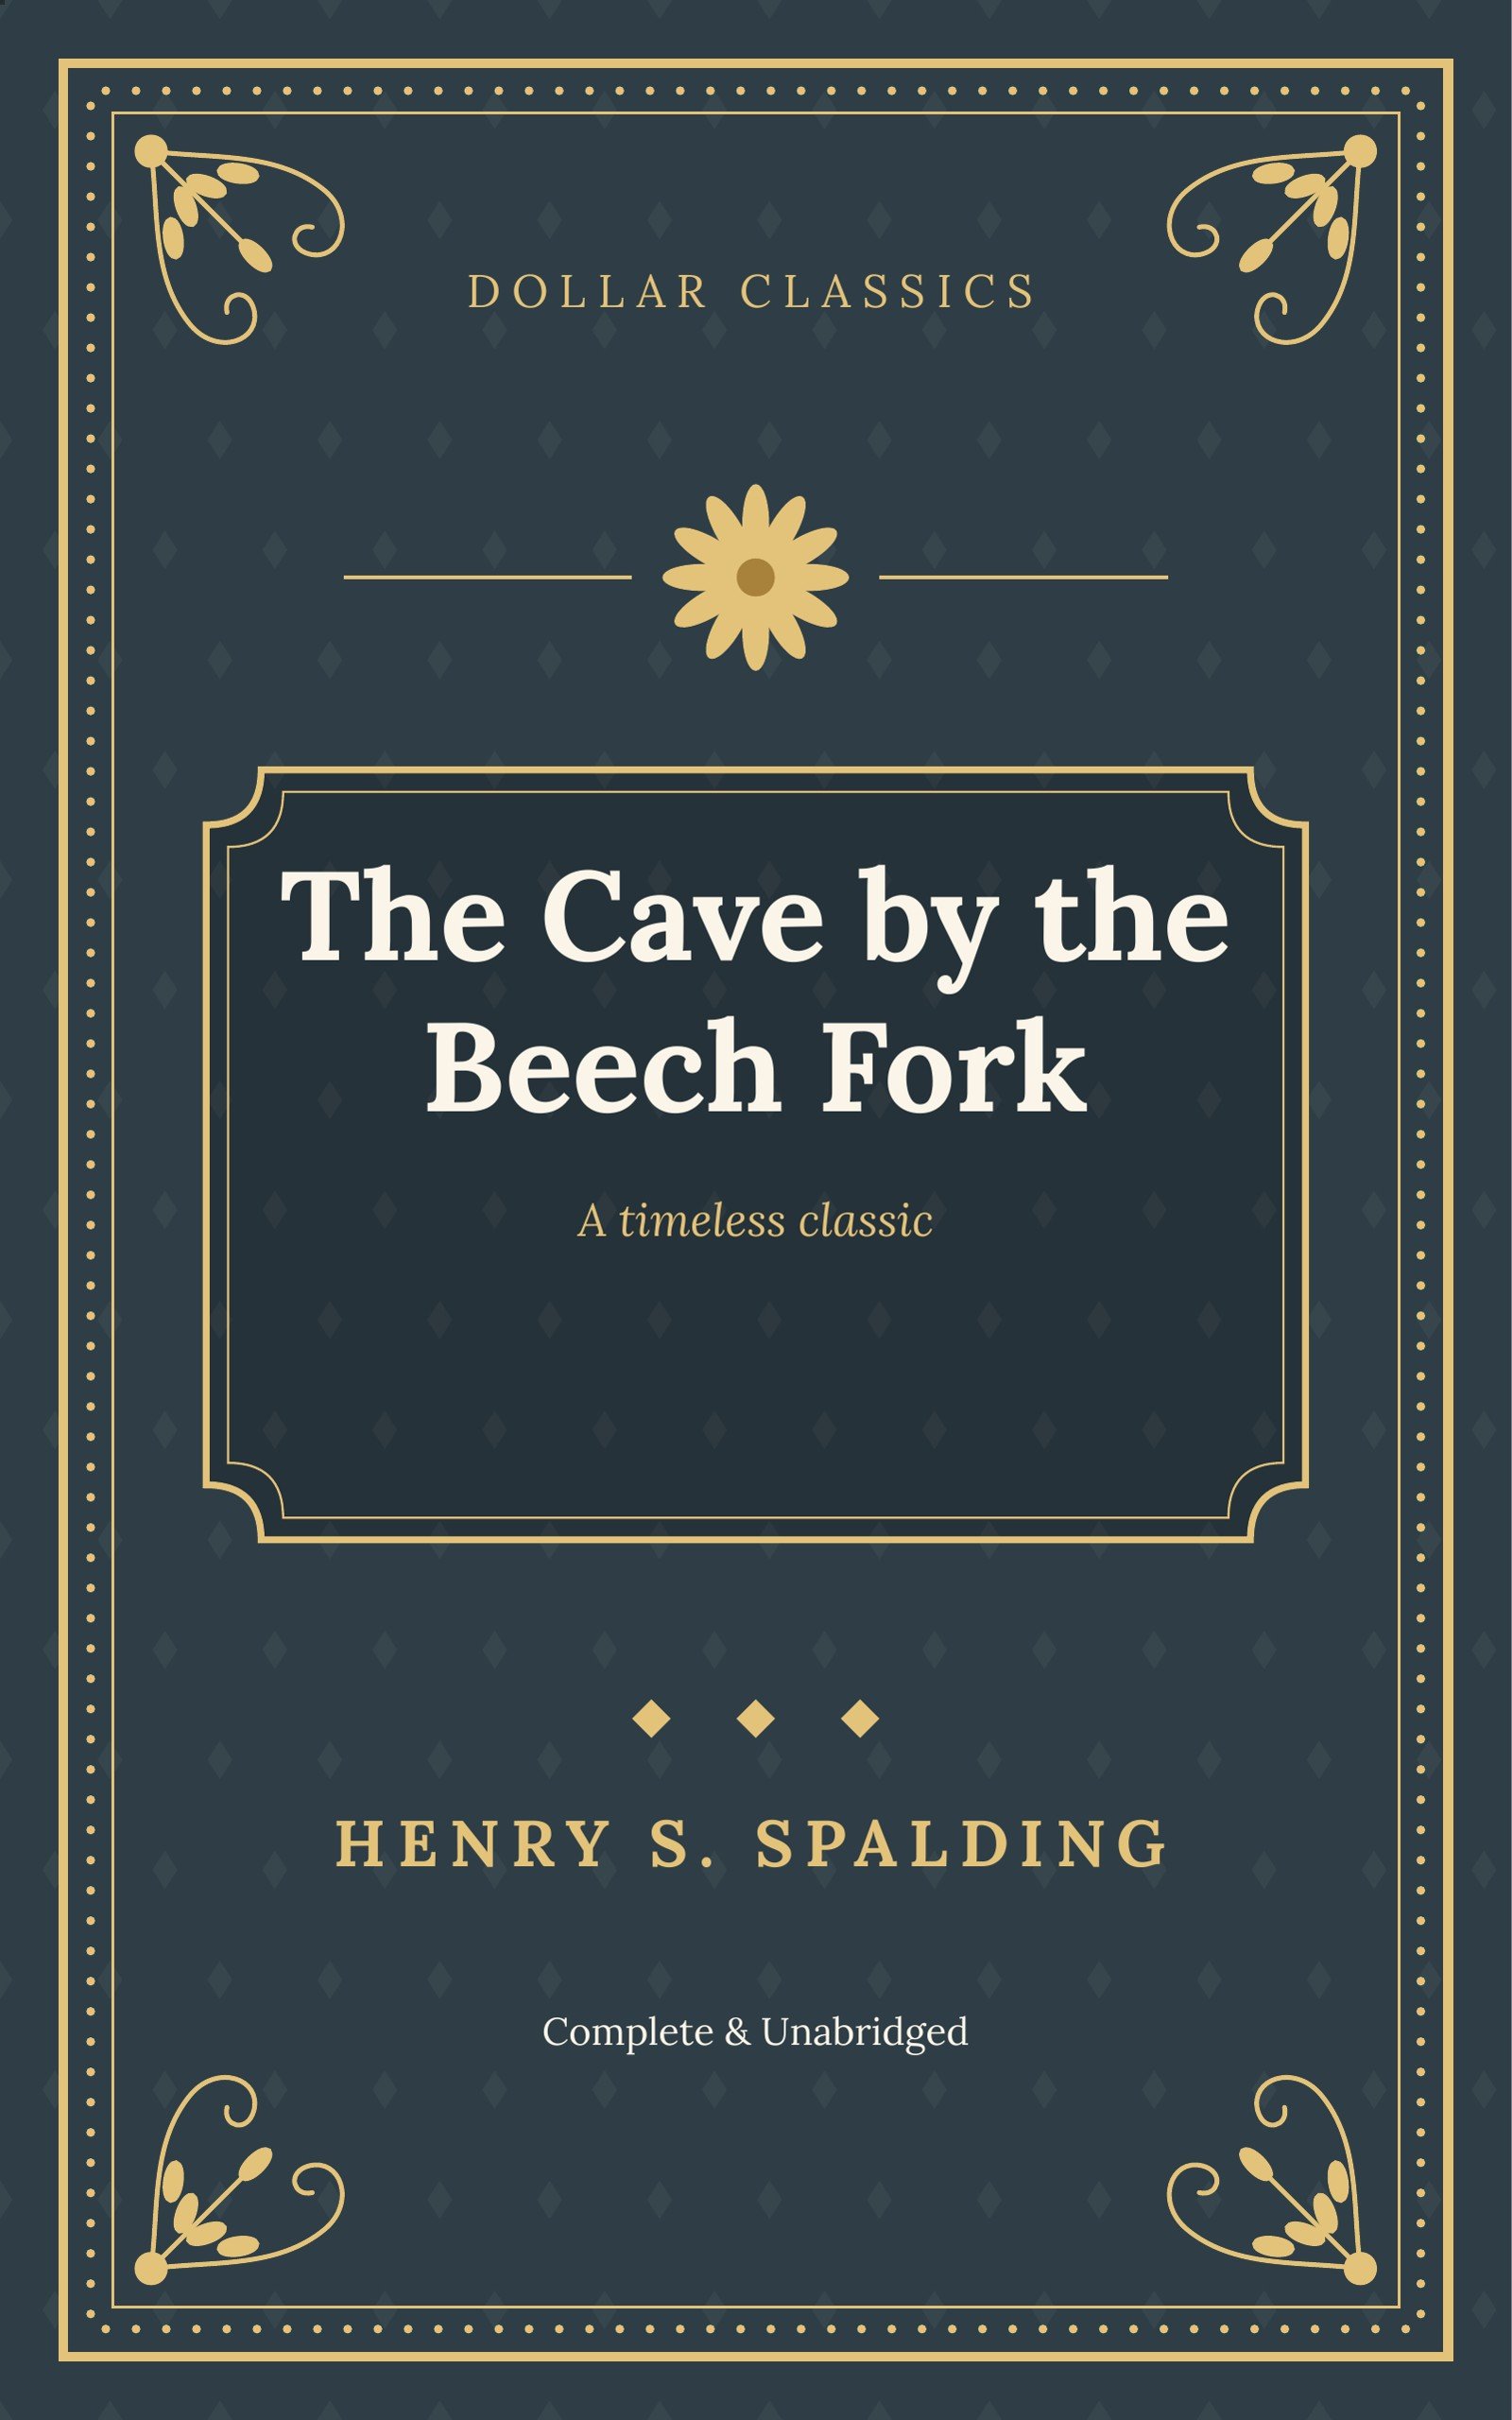 DOLLAR CLASSICS
The Cave by the
Beech Fork
A timeless classic
HENRY S. SPALDING
Complete & Unabridged